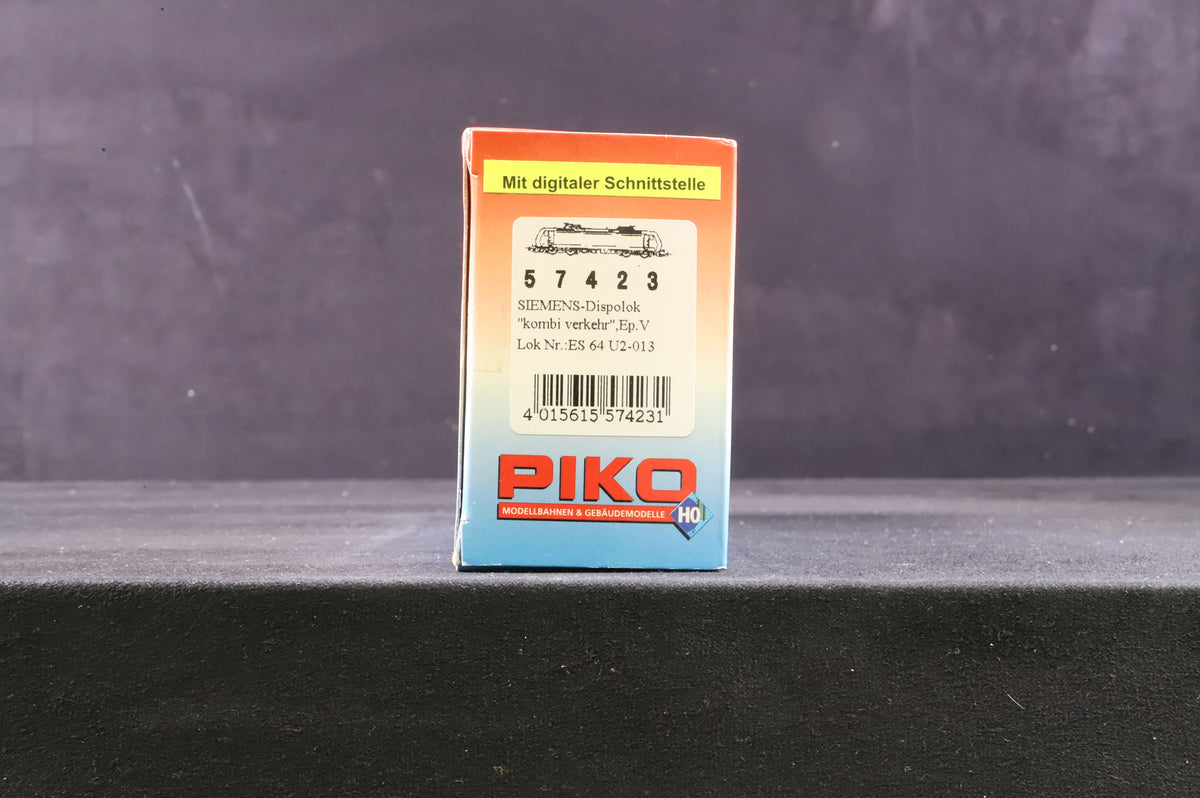 Mit digitaler Schnittstelle
5 7 4 2 3
SIEMENS-Dispolok
"kombi verkehr",Ep.V
Lok Nr.:ES 64 U2-013
4 015615 574231
PIKO
MODELLBAHNEN & GEBÄUDEMODELLE
HO